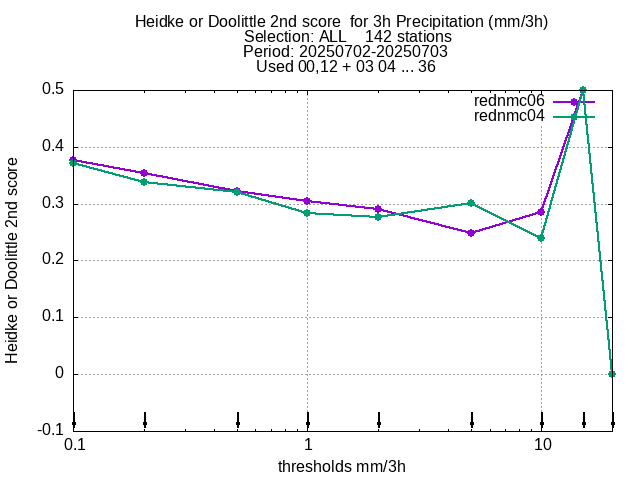 Heidke or Doolittle 2nd score  for 3h Precipitation (mm/3h)
Selection: ALL    142 stations
Period: 20250702-20250703
Used 00,12 + 03 04 ... 36
rednmc06
rednmc04
0.5
0.4
0.3
0.2
0.1
0
-0.1
Heidke or Doolittle 2nd score
0.1 1 10
thresholds mm/3h